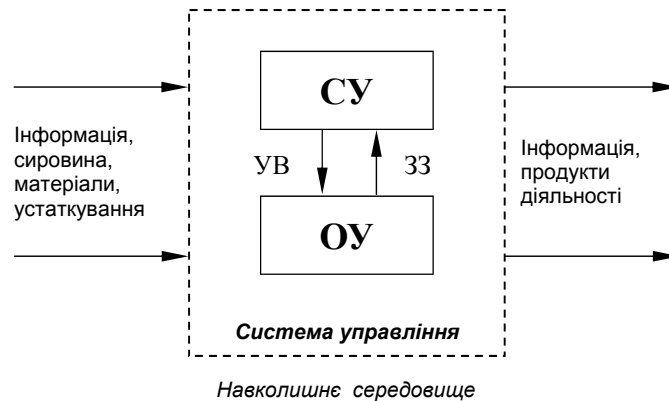 СУ
Інформація,
сировина,
матеріали,
устаткування
УВ
ЗЗ
Інформація,
продукти
діяльності
ОУ
Система управління
Навколишнє середовище